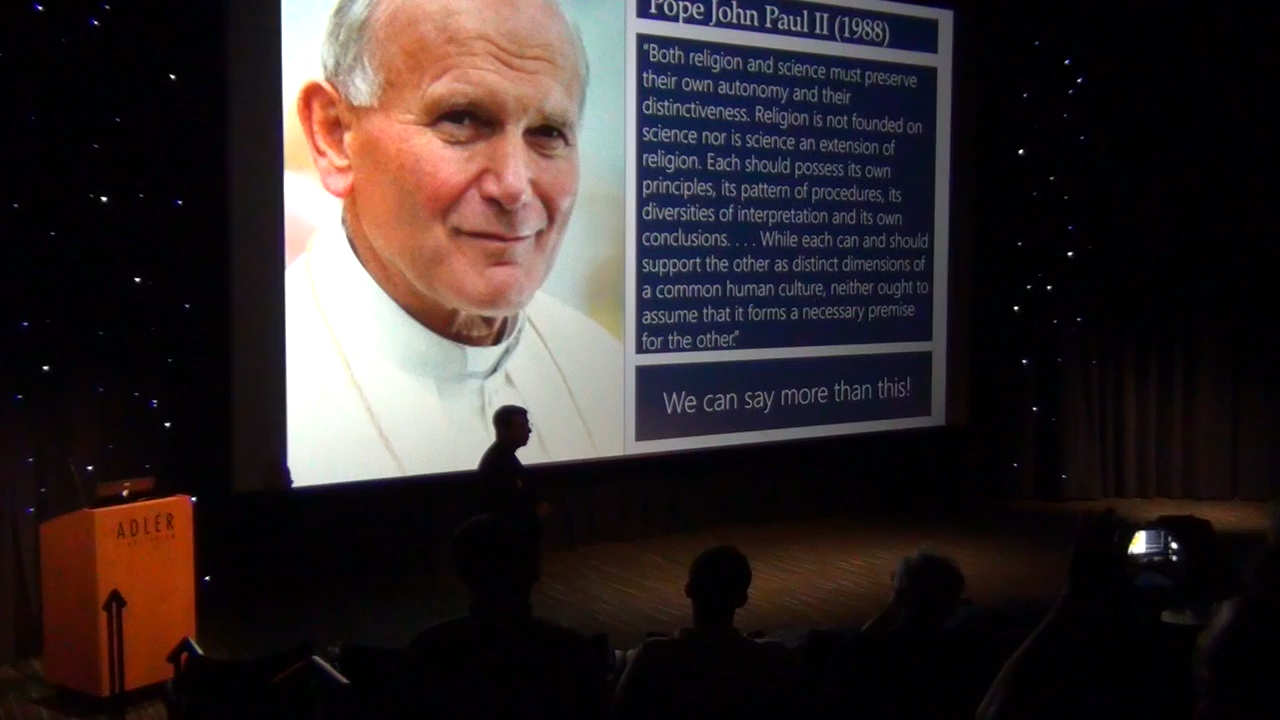 Pope John Paul II (1988)
“Both religion and science must preserve
their own autonomy and their
distinctiveness. Religion is not founded on
science nor is science an extension of
religion. Each should possess its own
principles, its pattern of procedures, its
diversities of interpretation and its own
conclusions. . . . While each can and should
support the other as distinct dimensions of
a common human culture, neither ought to
assume that it forms a necessary premise
for the other.”
We can say more than this!
ADLER